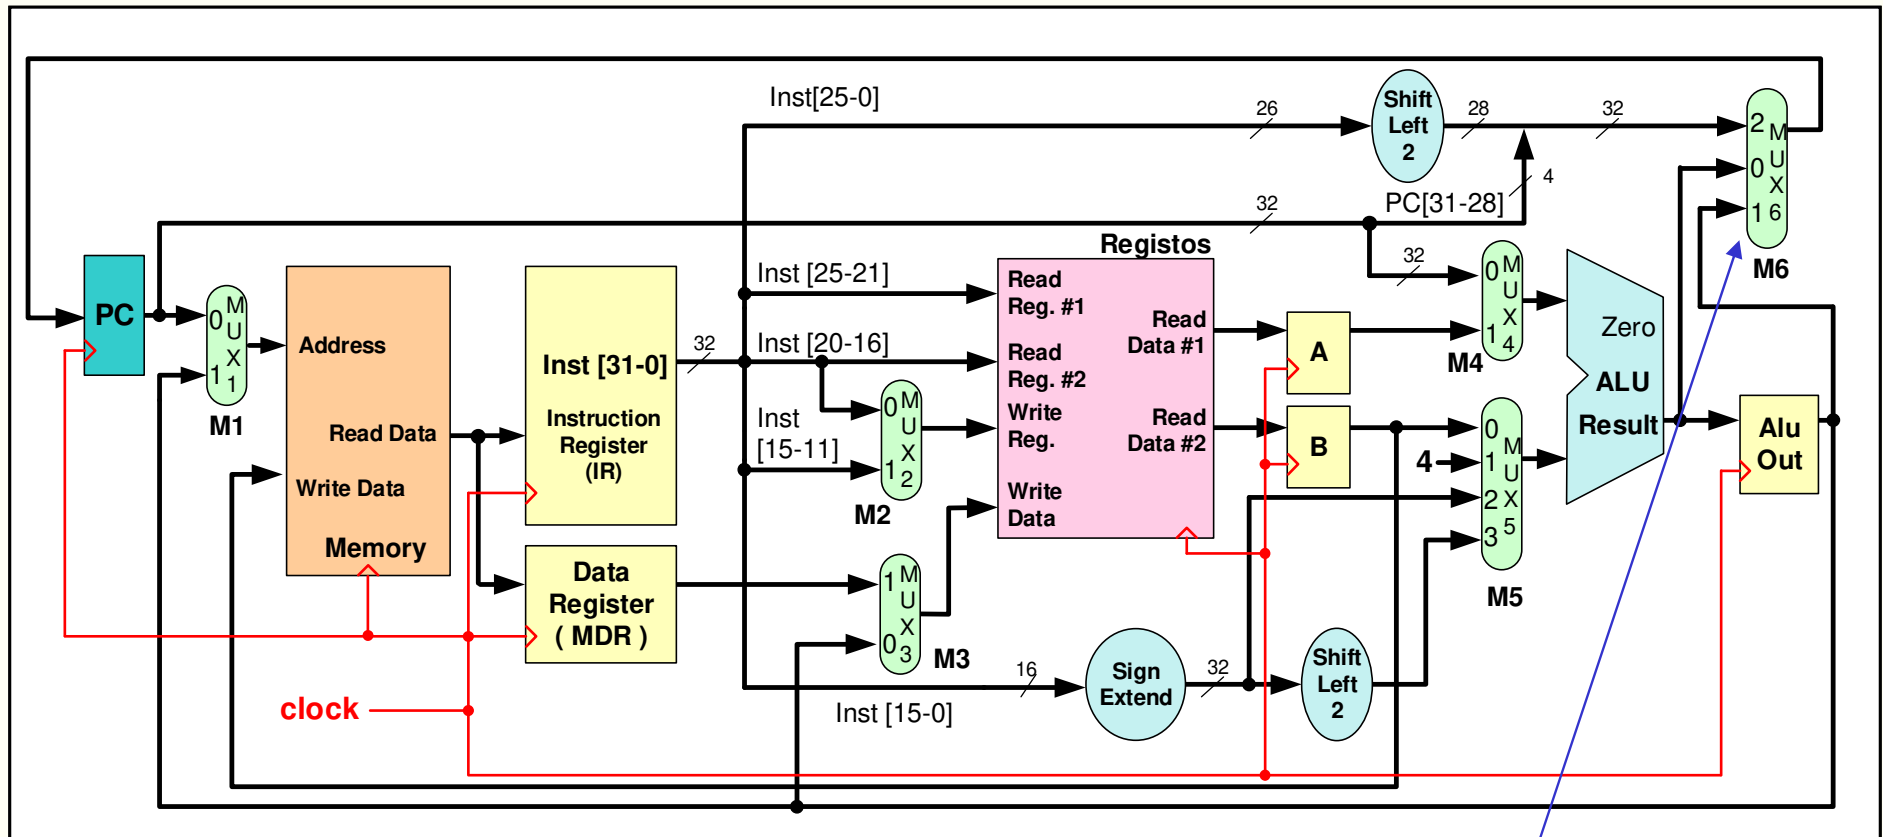 Inst[25-0]
26
Shift
Left
2
28
32
2
M
U
X
6
0
1
M6
4
PC[31-28]
32
32
Registos
PC
0
1
M
U
X
1
M1
Address
Read Data
Write Data
Memory
Inst [31-0]
Instruction
Register
(IR)
32
Data
Register
( MDR )
Inst [25-21]
Inst [20-16]
Inst
[15-11]
0
1
M
U
X
2
M2
1
0
M
U
X
3
M3
Read
Reg. #1
Read
Reg. #2
Write
Reg.
Write
Data
Read
Data #1
Read
Data #2
A
B
0
1
M
U
X
4
M4
4
0
1
2
3
M
U
X
5
M5
Zero
ALU
Result
Alu
Out
16
Inst [15-0]
Sign
Extend
32
Shift
Left
2
clock